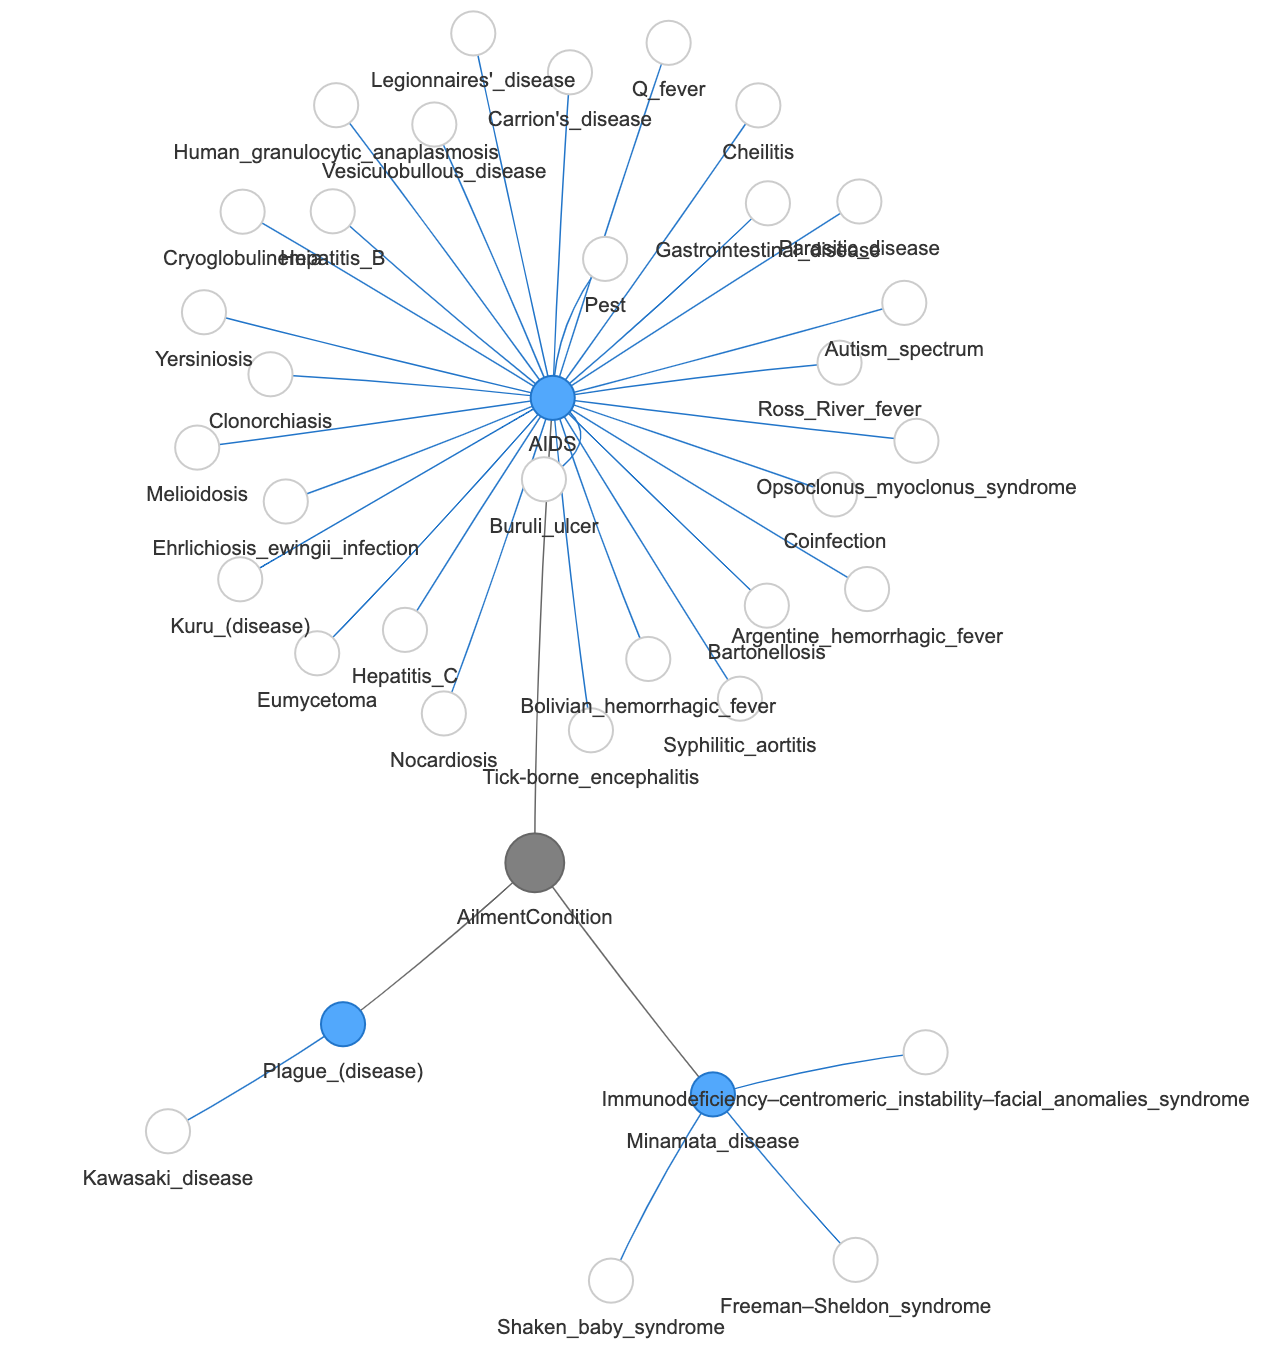 Legionnaires'_disease
Q_fever
Carrion's_disease
Human_granulocytic_anaplasmosis
Cheilitis
Vesiculobullous_disease
Parasitic_disease
Gastrointestinal_disease
Cryoglobulinemia
Hepatitis_B
Pest
Autism_spectrum
Yersiniosis
Ross_River_fever
Clonorchiasis
AIDS
Opsoclonus_myoclonus_syndrome
Melioidosis
Buruli_ulcer
Coinfection
Ehrlichiosis_ewingii_infection
Kuru_(disease)
Argentine_hemorrhagic_fever
Bartonellosis
Hepatitis_C
Eumycetoma
Bolivian_hemorrhagic_fever
Syphilitic_aortitis
Nocardiosis
Tick-borne_encephalitis
AilmentCondition
Plague_(disease)
Immunodeficiency–centromeric_instability–facial_anomalies_syndrome
Minamata_disease
Kawasaki_disease
Freeman–Sheldon_syndrome
Shaken_baby_syndrome